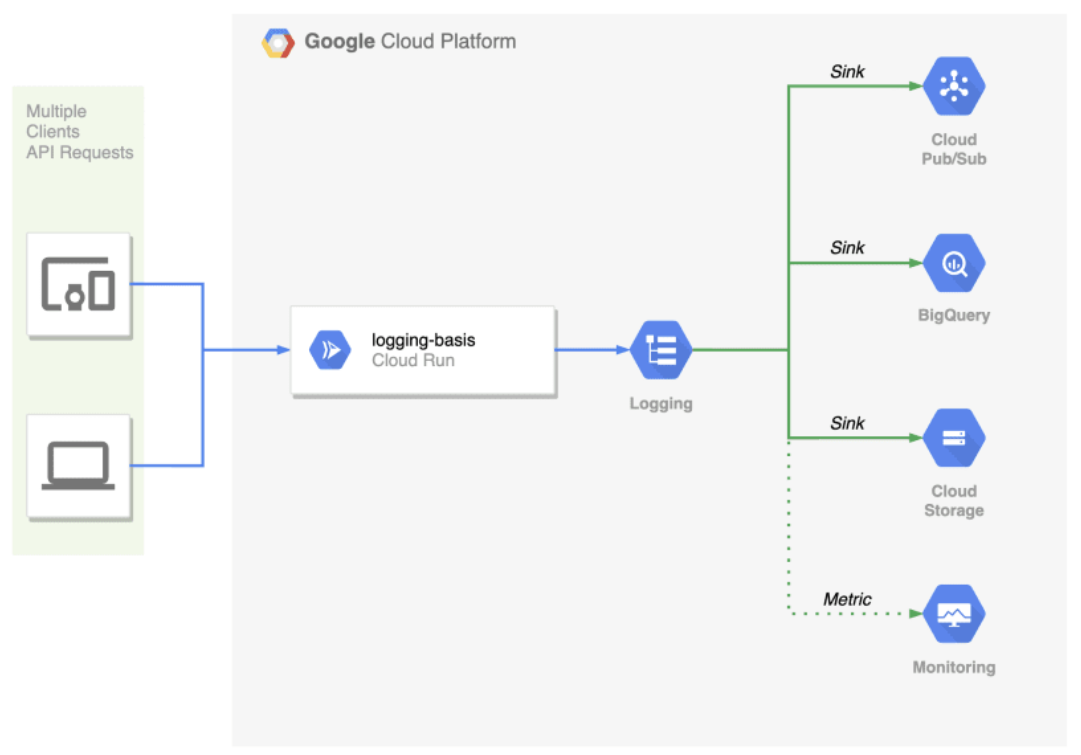 Google Cloud Platform
Multiple
Clients
API Requests
logging-basis
Cloud Run
Logging
Sink
Cloud
Pub/Sub
Sink
BigQuery
Sink
Cloud
Storage
Metric
Monitoring